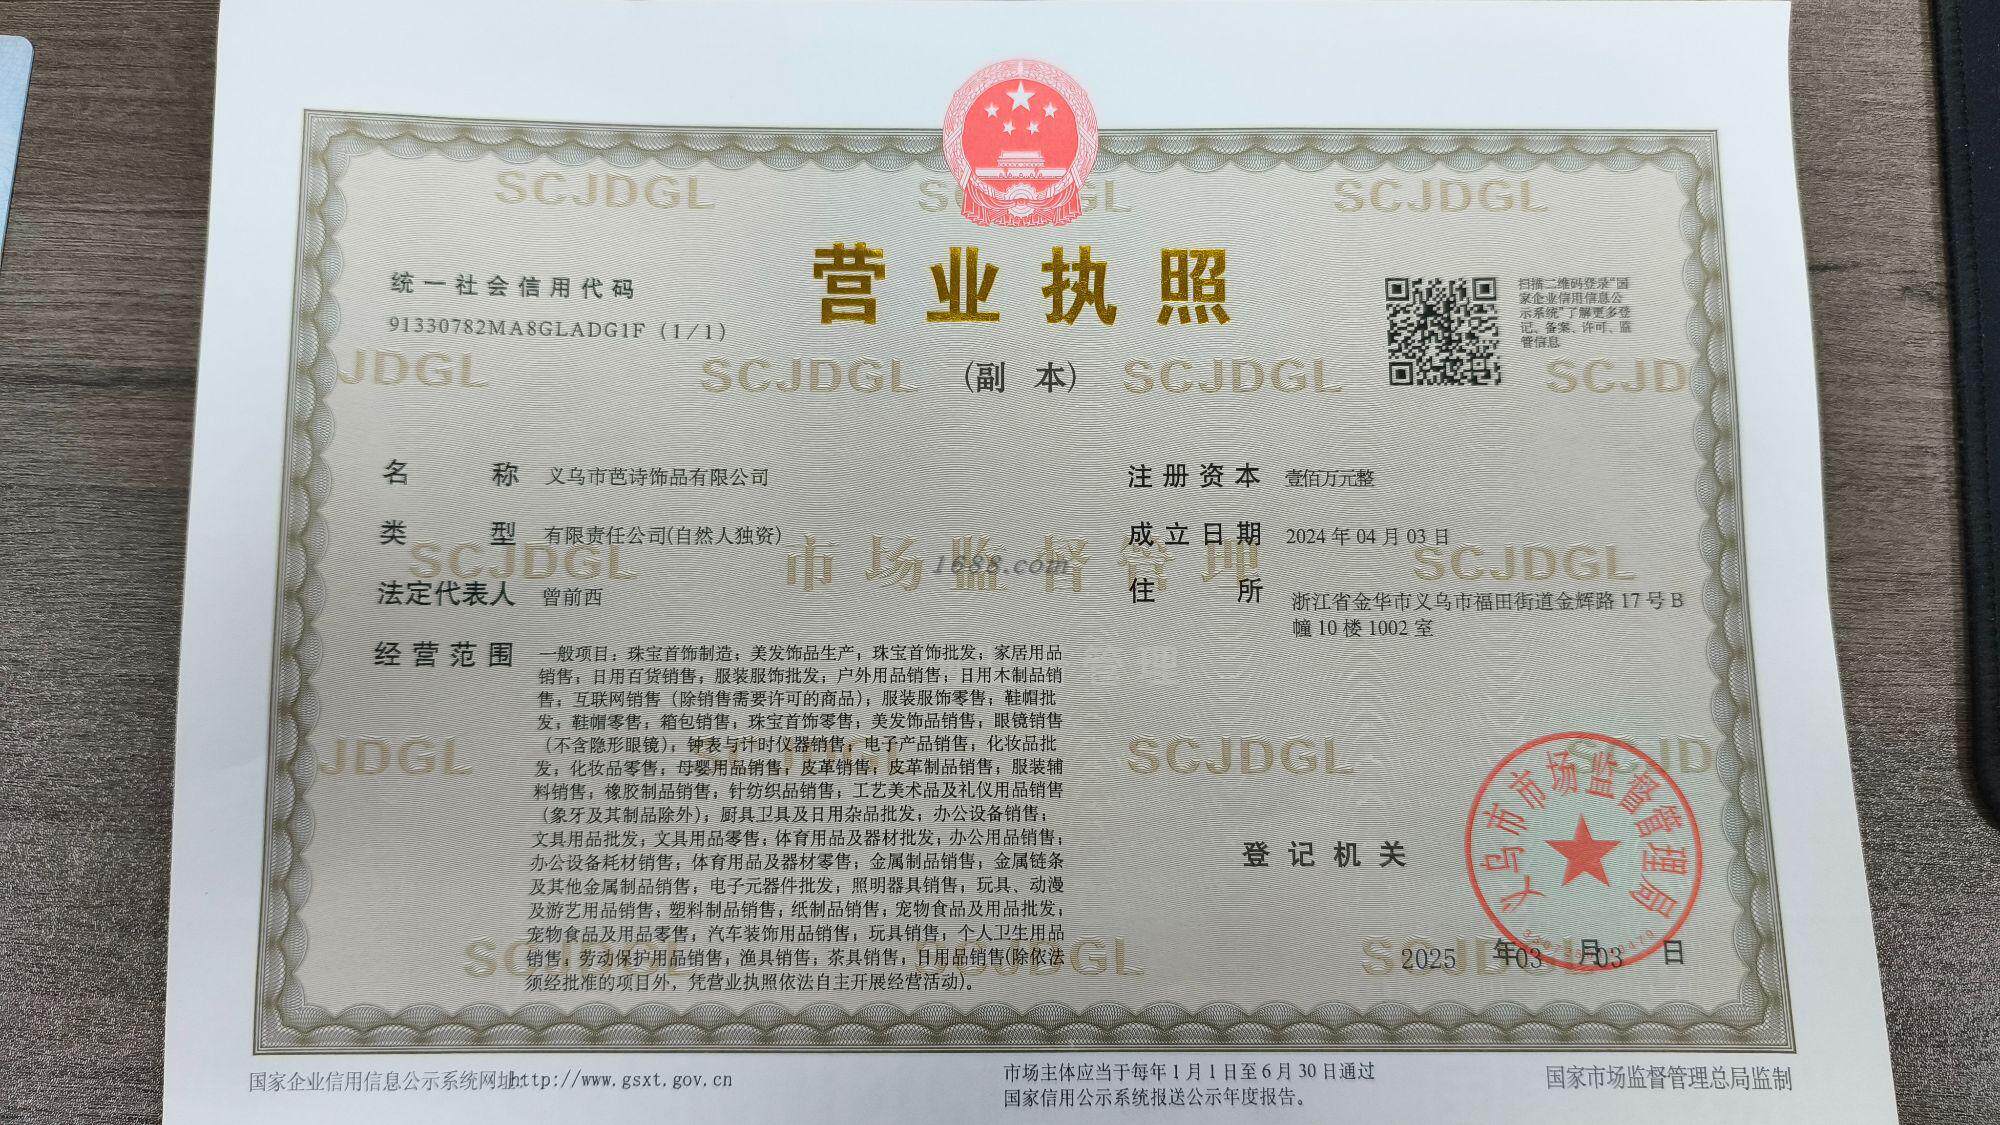 SCJDGL SCJDGL SCJDGL
营业执照
(副 本)
统一社会信用代码
91330782MA8GLADG1F (1/1)
扫描二维码登录“国
家企业信用信息公
示系统”了解更多登
记、备案、许可、监
管信息
JDGL SCJDGL SCJDGL SCJD
名称 义乌市芭诗饰品有限公司
类型 有限责任公司(自然人独资)
法定代表人 曾前西
注册资本 壹佰万元整
成立日期 2024 年 04 月 03 日
住所 浙江省金华市义乌市福田街道金辉路 17 号 B
幢 10 楼 1002 室
SCJDGL 市场监督管理 SCJDGL
1688.com
管理
经营范围 一般项目：珠宝首饰制造；美发饰品生产；珠宝首饰批发；家居用品
销售；日用百货销售；服装服饰批发；户外用品销售；日用木制品销
售；互联网销售（除销售需要许可的商品）；服装服饰零售；鞋帽批
发；鞋帽零售；箱包销售；珠宝首饰零售；美发饰品销售；眼镜销售
（不含隐形眼镜）；钟表与计时仪器销售；电子产品销售；化妆品批
发；化妆品零售；母婴用品销售；皮革销售；皮革制品销售；服装辅
料销售；橡胶制品销售；针纺织品销售；工艺美术品及礼仪用品销售
（象牙及其制品除外）；厨具卫具及日用杂品批发；办公设备销售；
文具用品批发；文具用品零售；体育用品及器材批发；办公用品销售；
办公设备耗材销售；体育用品及器材零售；金属制品销售；金属链条
及其他金属制品销售；电子元器件批发；照明器具销售；玩具、动漫
及游艺用品销售；塑料制品销售；纸制品销售；宠物食品及用品批发；
宠物食品及用品零售；汽车装饰用品销售；玩具销售；个人卫生用品
销售；劳动保护用品销售；渔具销售；茶具销售；日用品销售(除依法
须经批准的项目外，凭营业执照依法自主开展经营活动)。
JDGL SCJDGL SCJD
登记机关
义乌市市场监督管理局
2025 年 03 月 03 日
SCJDGL SCJDGL SCJDGL
国家企业信用信息公示系统网址:http://www.gsxt.gov.cn
市场主体应当于每年 1 月 1 日至 6 月 30 日通过
国家信用公示系统报送公示年度报告。
国家市场监督管理总局监制